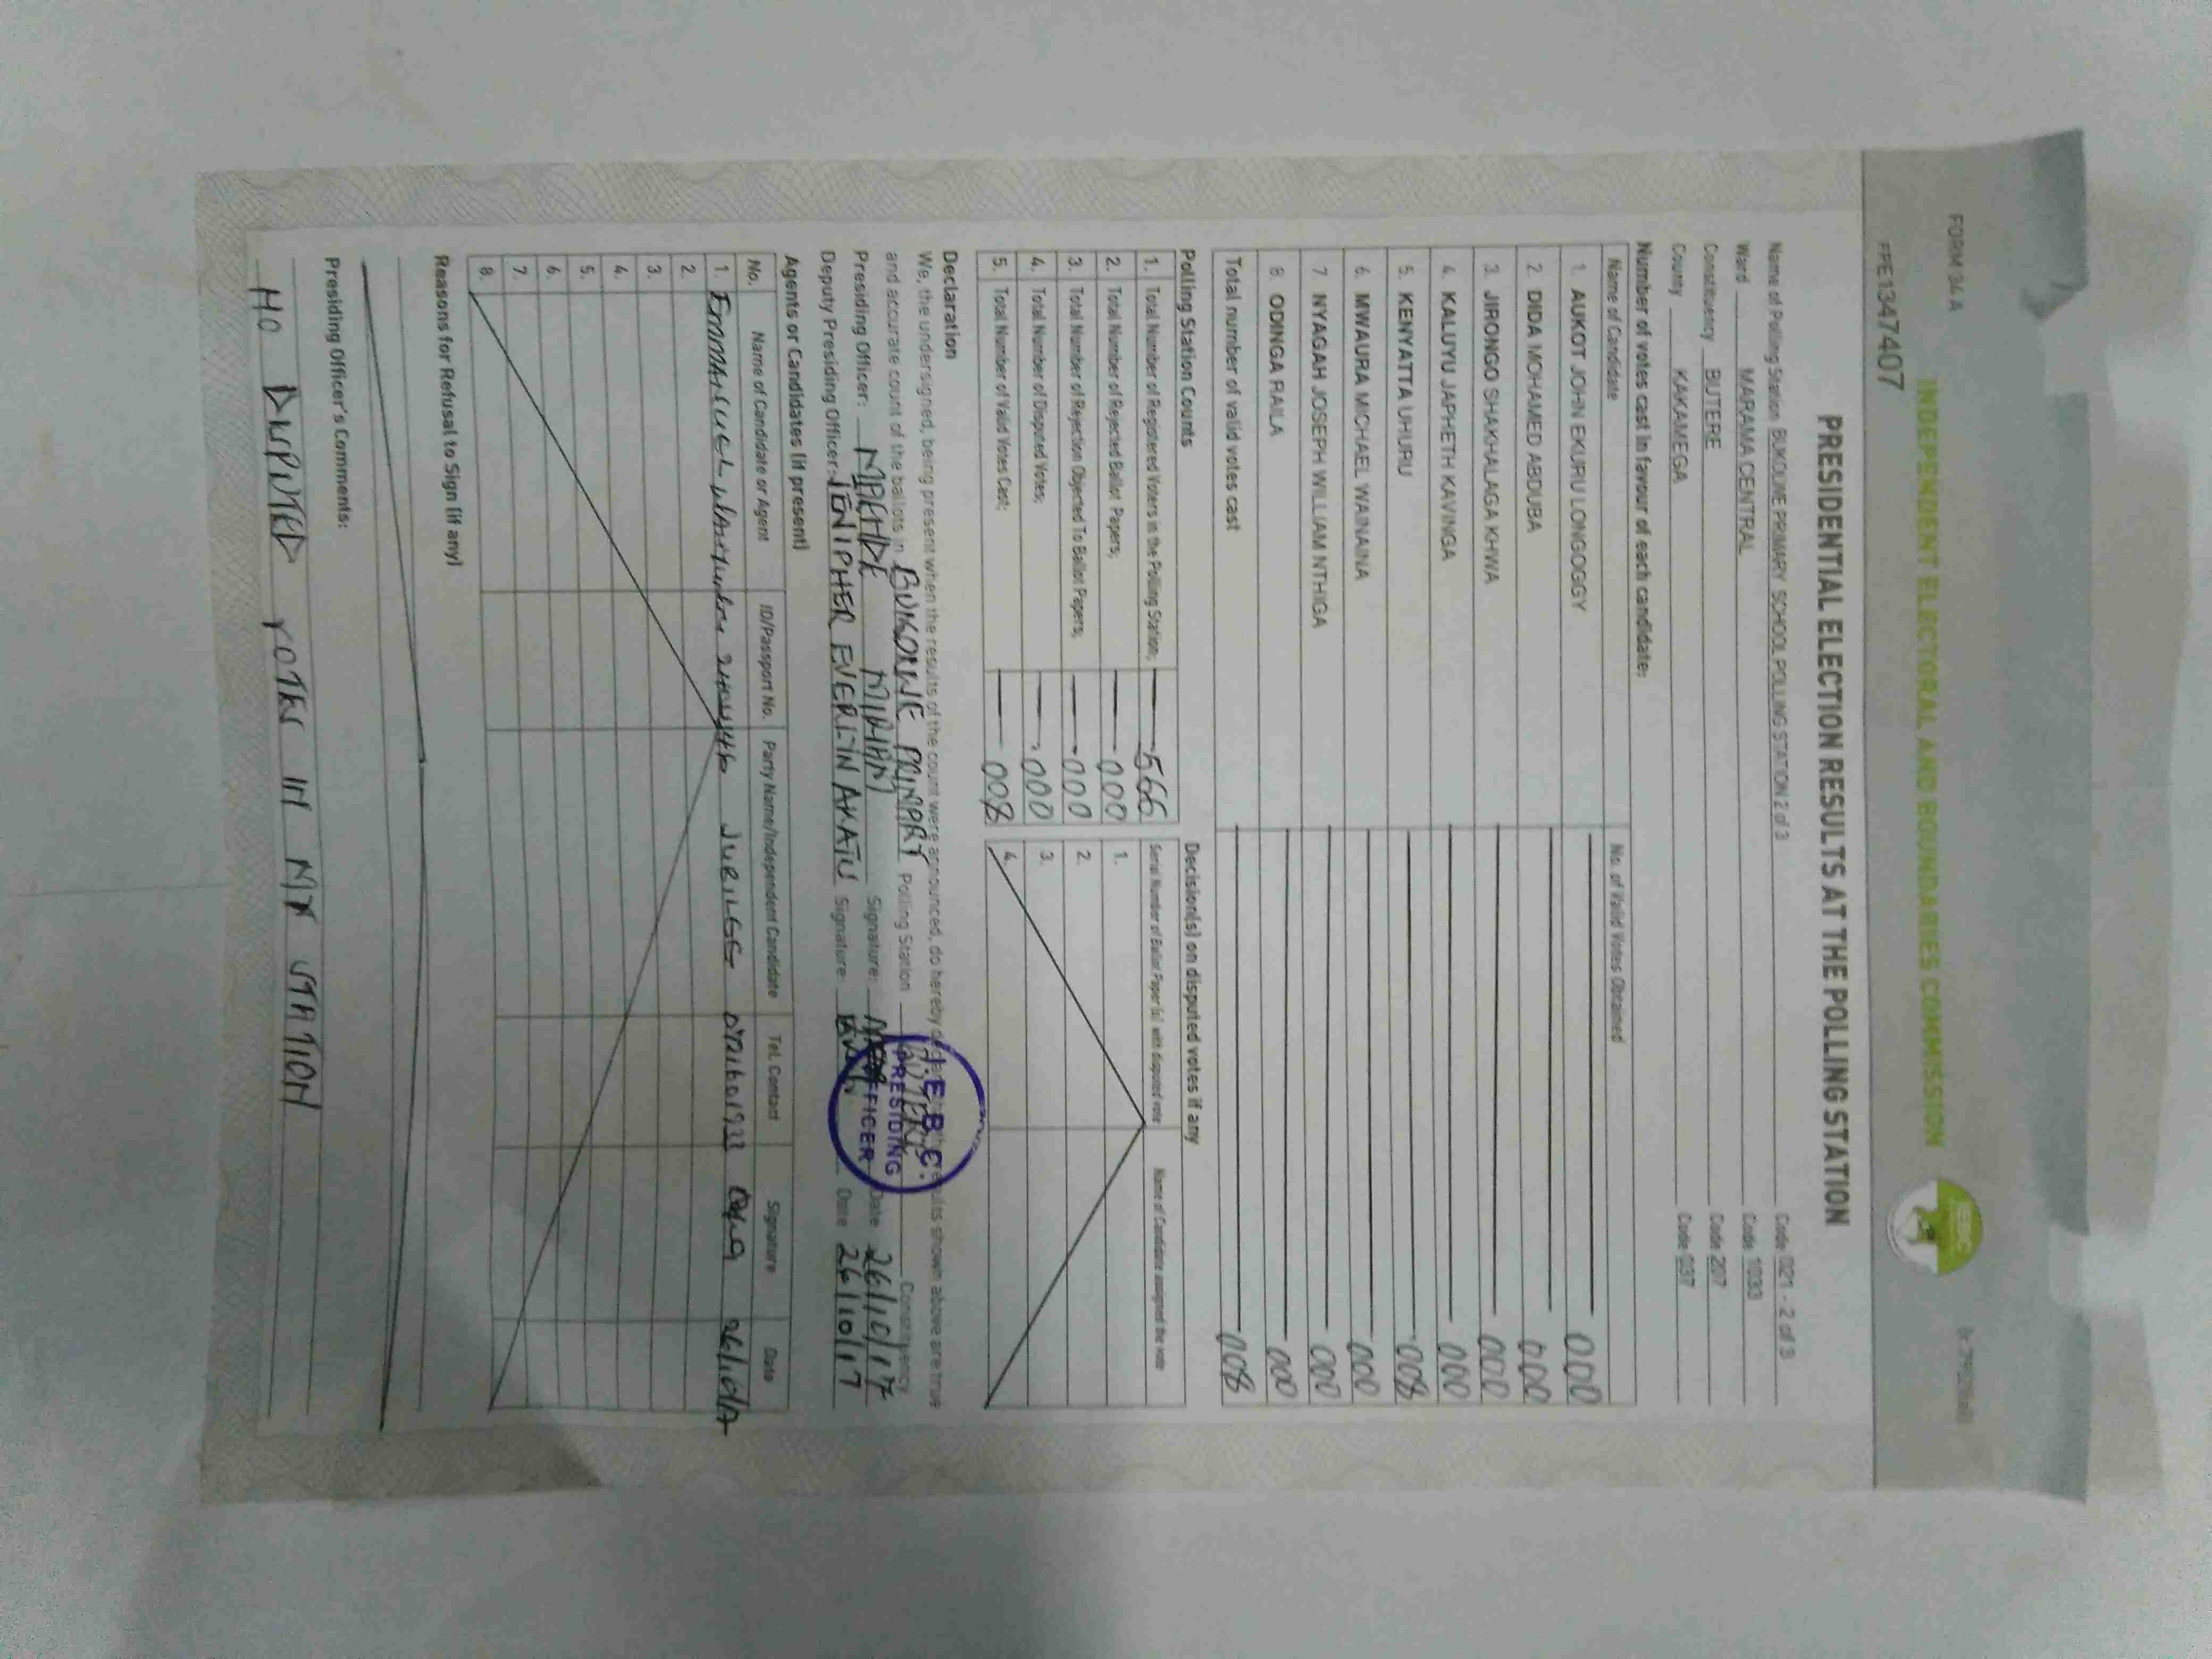 FORM 34 A
INDEPENDENT ELECTORAL AND BOUNDARIES COMMISSION
IEBC
PPE1347407
PRESIDENTIAL ELECTION RESULTS AT THE POLLING STATION
Name of Polling Station BUKOLWE PRIMARY SCHOOL POLLING STATION 2 of 3 Code 021 - 2 of 3
Ward MARAMA CENTRAL Code 1033
Constituency BUTERE Code 207
County KAKAMEGA Code 037
Number of votes cast in favour of each candidate:
Name of Candidate No. of Valid Votes Obtained
1. AUKOT JOHN EKURU LONGOGGY 000
2. DIDA MOHAMED ABDUBA 000
3. JIRONGO SHAKHALAGA KHWA 000
4. KALUYU JAPHETH KAVINGA 000
5. KENYATTA UHURU 008
6. MWAURA MICHAEL WAINAINA 000
7. NYAGAH JOSEPH WILLIAM NTHIGA 000
8. ODINGA RAILA 000
Total number of valid votes cast 008
Polling Station Counts
1. Total Number of Registered Voters in the Polling Station; 566
2. Total Number of Rejected Ballot Papers; 000
3. Total Number of Rejection Objected To Ballot Papers; 000
4. Total Number of Disputed Votes; 000
5. Total Number of Valid Votes Cast; 008
Decision(s) on disputed votes if any
Serial Number of Ballot Paper (s) with disputed vote Name of Candidate assigned the vote
1.
2.
3.
4.
Declaration
We, the undersigned, being present when the results of the count were announced, do hereby the results shown above are true
and accurate count of the ballots in BUKOLWE PRIMARY Polling Station BUTERE Constituency
Presiding Officer: Signature: Date 26/10/17
Deputy Presiding Officer: JENIPHER EVERLIN AKATU Signature: Date 26/10/17
I.E.B.C.
PRESIDING
OFFICER
Agents or Candidates (if present)
No. Name of Candidate or Agent ID/Passport No. Party Name/Independent Candidate Tel. Contact Signature Date
1. EMMANUEL JUBILEE 26/10/17
2.
3.
4.
5.
6.
7.
8.
Reasons for Refusal to Sign (if any)
Presiding Officer's Comments:
NO DISPUTED VOTES IN MY STATION